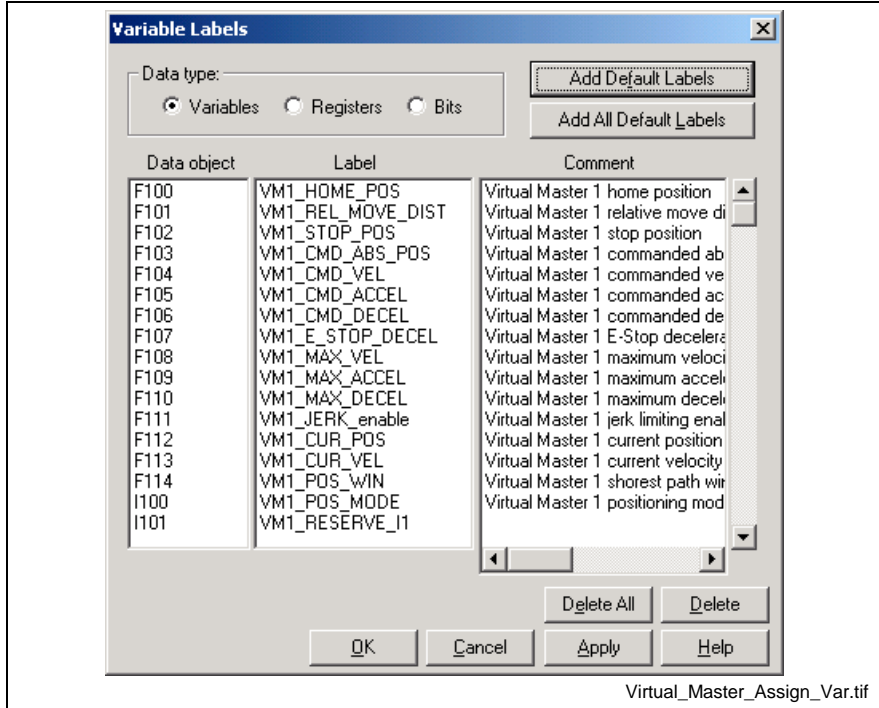 Variable Labels
Data type:
Variables Registers Bits
Add Default Labels
Add All Default Labels
Data object Label Comment
F100 VM1_HOME_POS Virtual Master 1 home position
F101 VM1_REL_MOVE_DIST Virtual Master 1 relative move di
F102 VM1_STOP_POS Virtual Master 1 stop position
F103 VM1_CMD_ABS_POS Virtual Master 1 commanded ab
F104 VM1_CMD_VEL Virtual Master 1 commanded ve
F105 VM1_CMD_ACCEL Virtual Master 1 commanded ac
F106 VM1_CMD_DECEL Virtual Master 1 commanded de
F107 VM1_E_STOP_DECEL Virtual Master 1 E-Stop decelera
F108 VM1_MAX_VEL Virtual Master 1 maximum veloci
F109 VM1_MAX_ACCEL Virtual Master 1 maximum accele
F110 VM1_MAX_DECEL Virtual Master 1 maximum decele
F111 VM1_JERK_enable Virtual Master 1 jerk limiting enal
F112 VM1_CUR_POS Virtual Master 1 current position
F113 VM1_CUR_VEL Virtual Master 1 current velocity
F114 VM1_POS_WIN Virtual Master 1 shorest path win
I100 VM1_POS_MODE Virtual Master 1 positioning mod
I101 VM1_RESERVE_I1
Delete All Delete
OK Cancel Apply Help
Virtual_Master_Assign_Var.tif